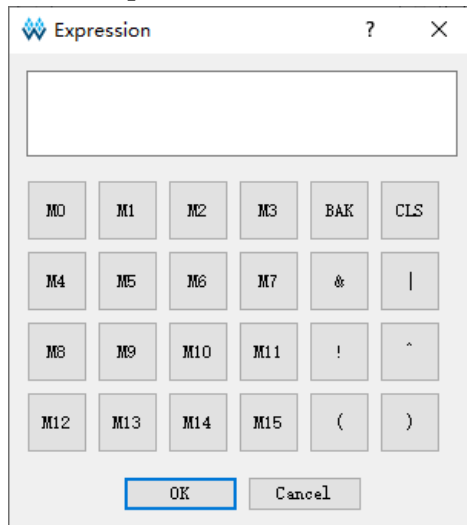 Expression ? ×
M0 M1 M2 M3 BAK CLS
M4 M5 M6 M7 & |
M8 M9 M10 M11 ! ^
M12 M13 M14 M15 ( )
OK Cancel